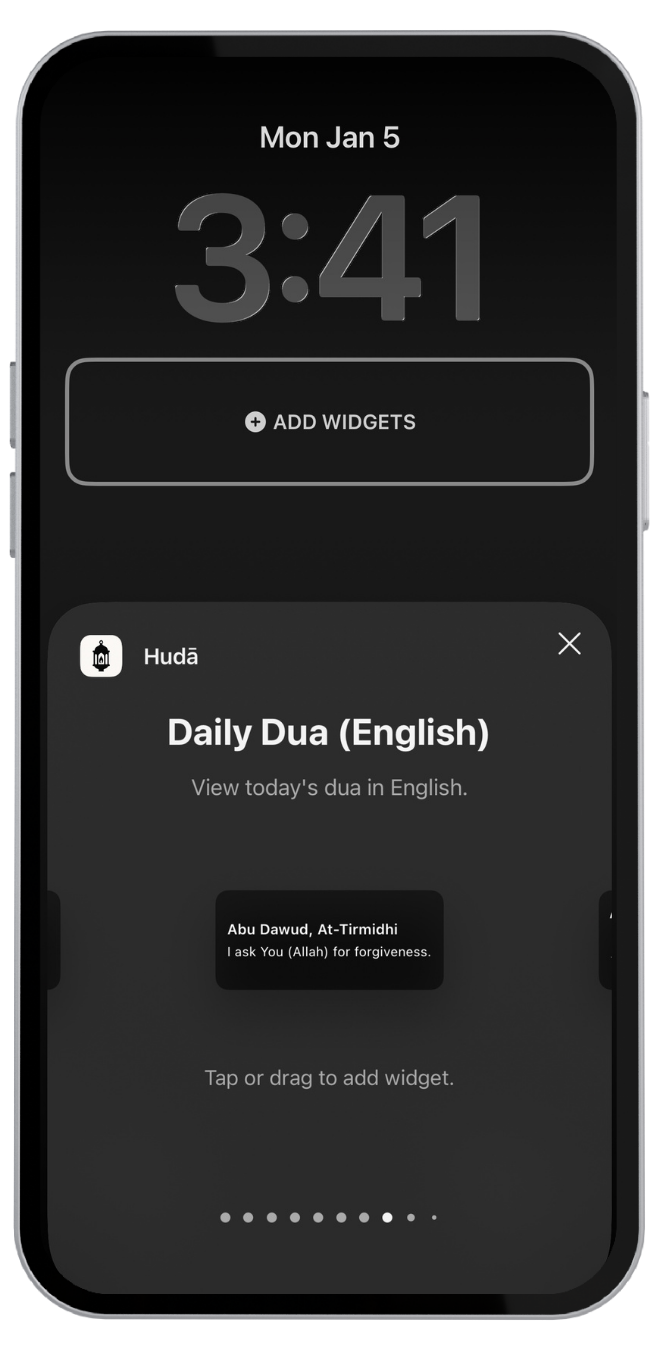 Mon Jan 5
3:41
ADD WIDGETS
Hudā
Daily Dua (English)
View today's dua in English.
Abu Dawud, At-Tirmidhi
I ask You (Allah) for forgiveness.
Tap or drag to add widget.